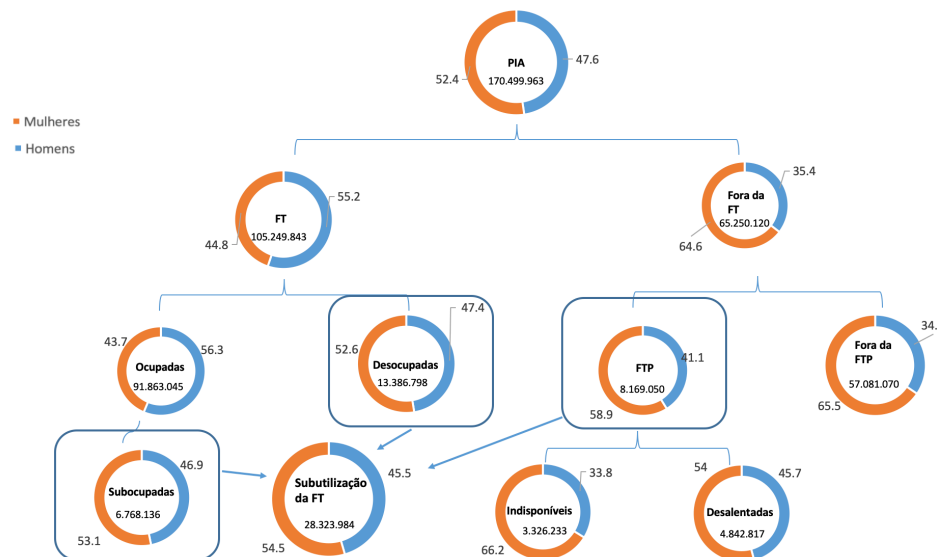 PIA
170.499.963
52.4
47.6
Mulheres
Homens
FT
105.249.843
44.8
55.2
Fora da
FT
65.250.120
64.6
35.4
Ocupadas
91.863.045
43.7
56.3
Desocupadas
13.386.798
52.6
47.4
FTP
8.169.050
58.9
41.1
Fora da
FTP
57.081.070
65.5
34.
Subocupadas
6.768.136
53.1
46.9
Subutilização
da FT
28.323.984
54.5
45.5
Indisponíveis
3.326.233
66.2
33.8
Desalentadas
4.842.817
54
45.7